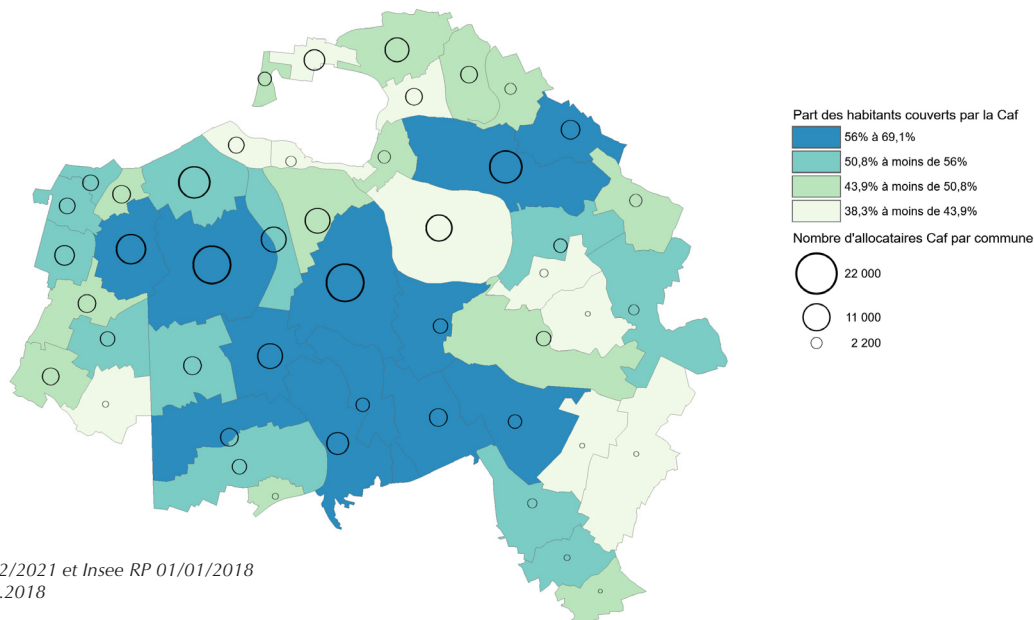 Part des habitants couverts par la Caf
56% à 69,1%
50,8% à moins de 56%
43,9% à moins de 50,8%
38,3% à moins de 43,9%
Nombre d'allocataires Caf par commune
22 000
11 000
2 200
2/2021 et Insee RP 01/01/2018
.2018